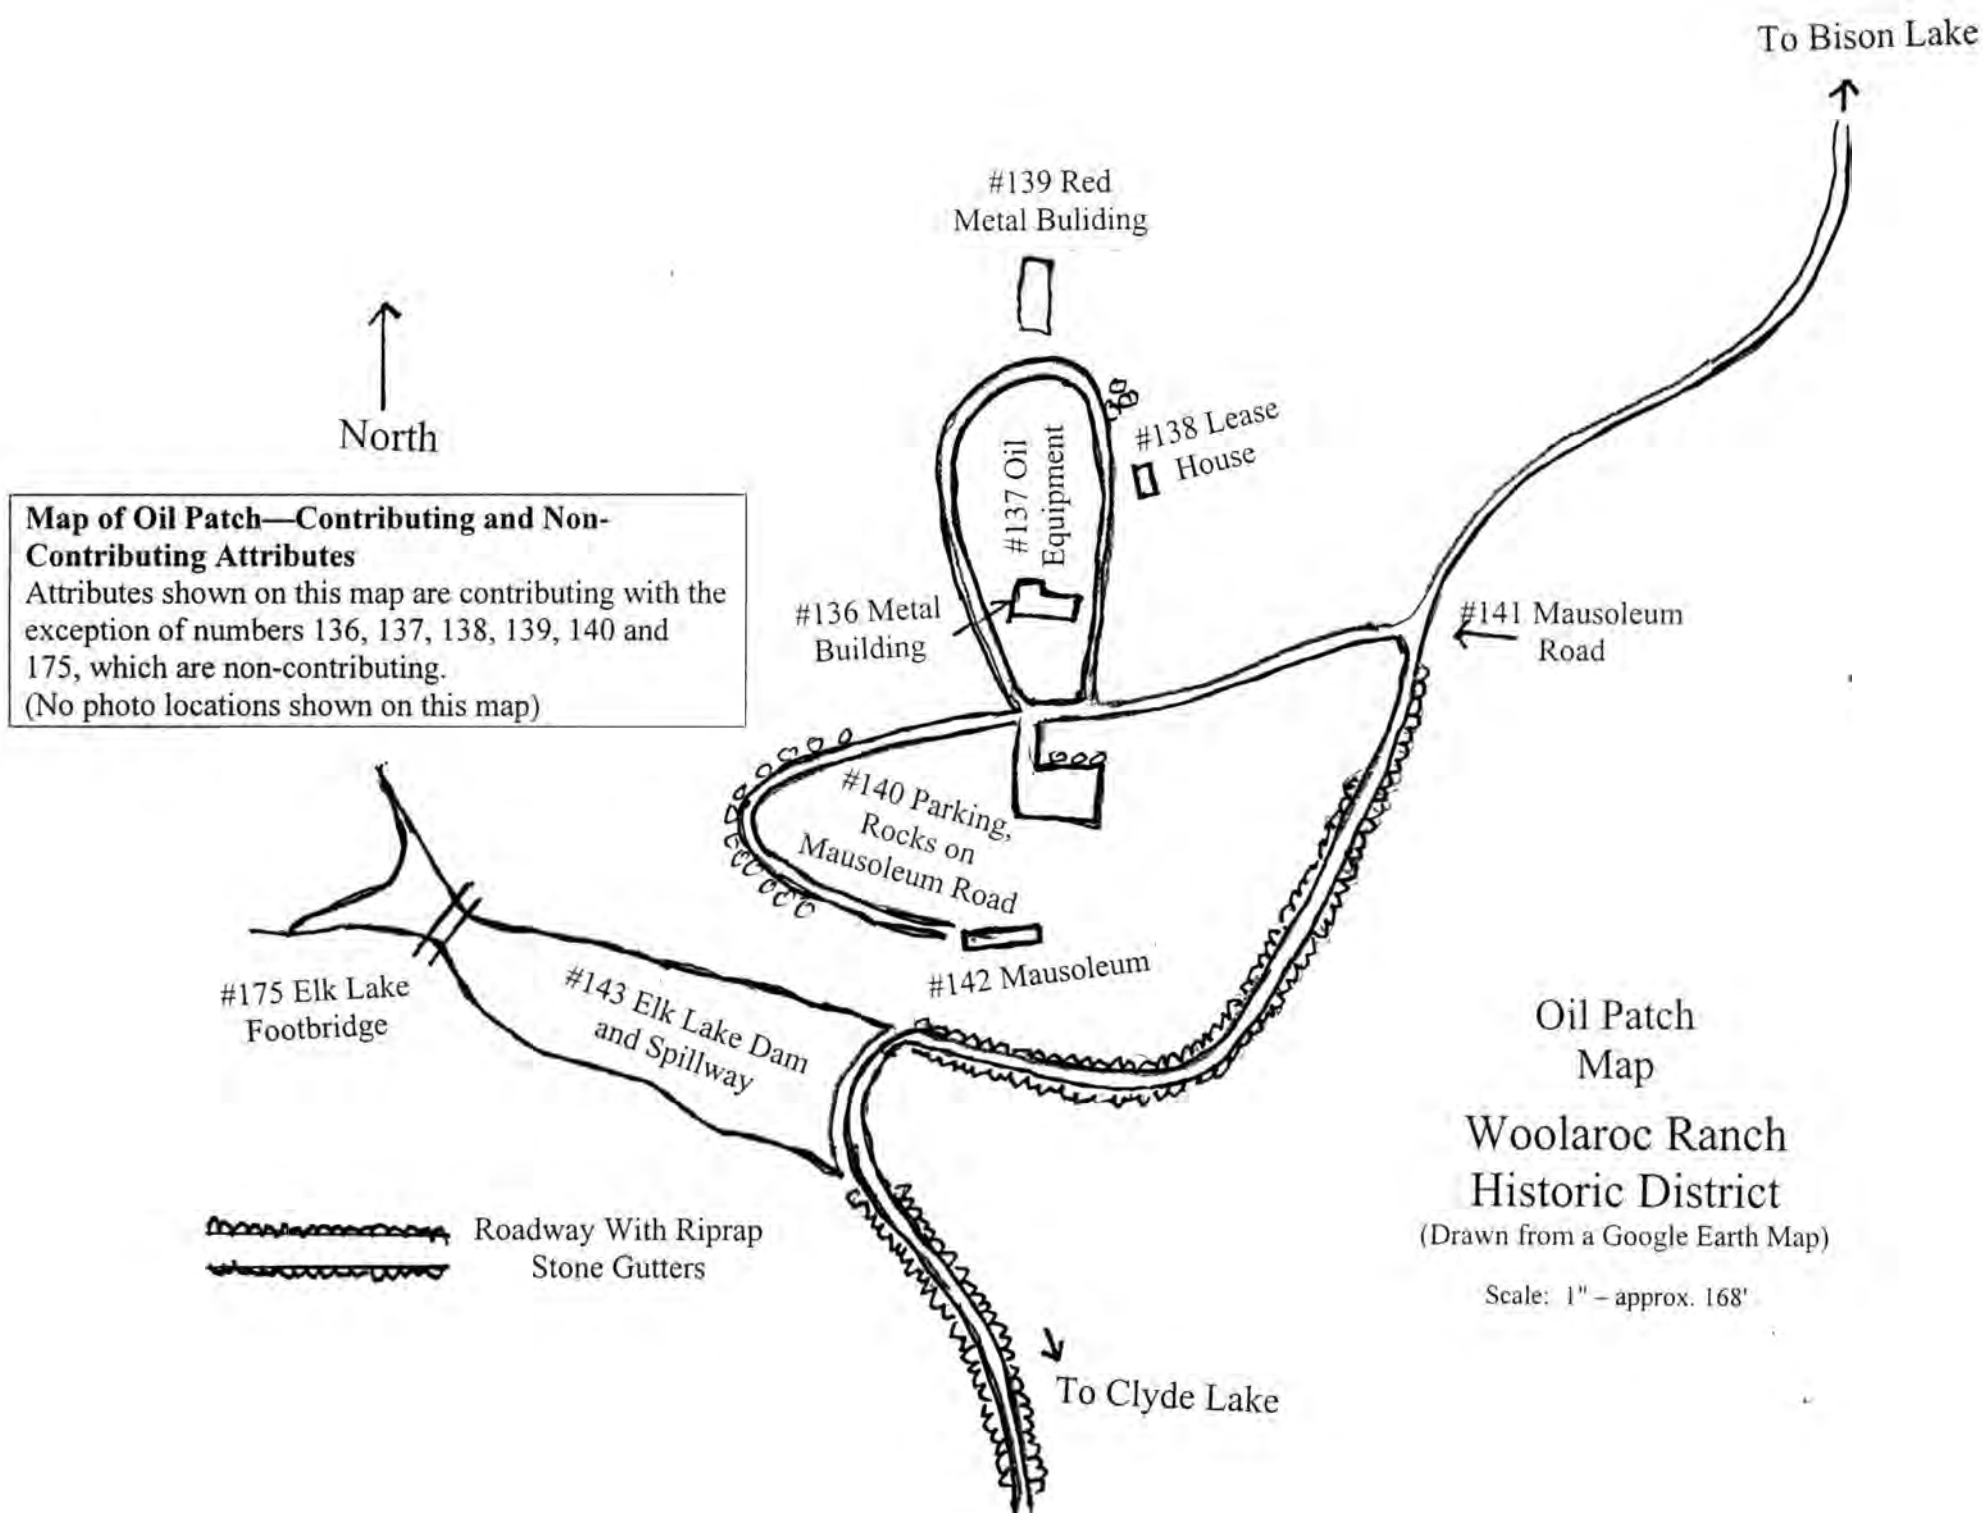 To Bison Lake
#139 Red
Metal Buliding
North
#138 Lease
House
#137 Oil
Equipment
Map of Oil Patch—Contributing and Non-
Contributing Attributes
Attributes shown on this map are contributing with the
exception of numbers 136, 137, 138, 139, 140 and
175, which are non-contributing.
(No photo locations shown on this map)
#136 Metal
Building
#141 Mausoleum
Road
#140 Parking,
Rocks on
Mausoleum Road
#142 Mausoleum
#175 Elk Lake
Footbridge
#143 Elk Lake Dam
and Spillway
Oil Patch
Map
Woolaroc Ranch
Historic District
(Drawn from a Google Earth Map)
Scale: 1" – approx. 168'
Roadway With Riprap
Stone Gutters
To Clyde Lake